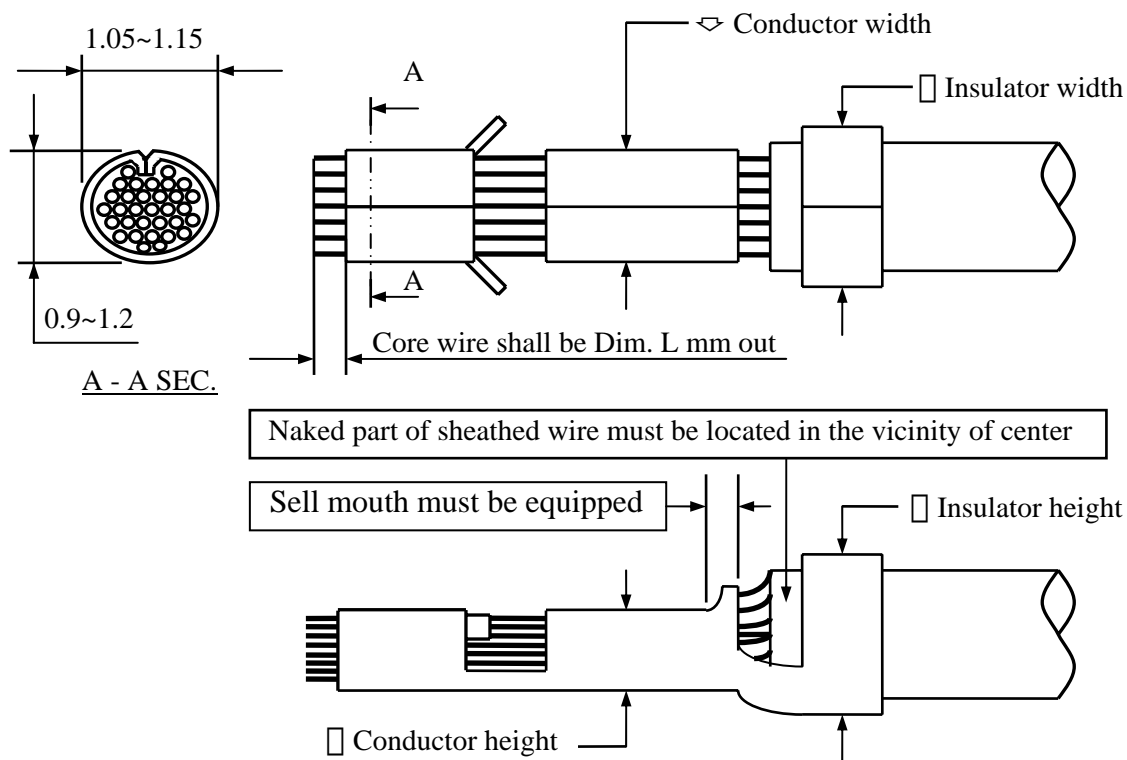 1.05~1.15
Conductor width
A
Insulator width
A
0.9~1.2
Core wire shall be Dim. L mm out
A - A SEC.
Naked part of sheathed wire must be located in the vicinity of center
Sell mouth must be equipped
Insulator height
Conductor height